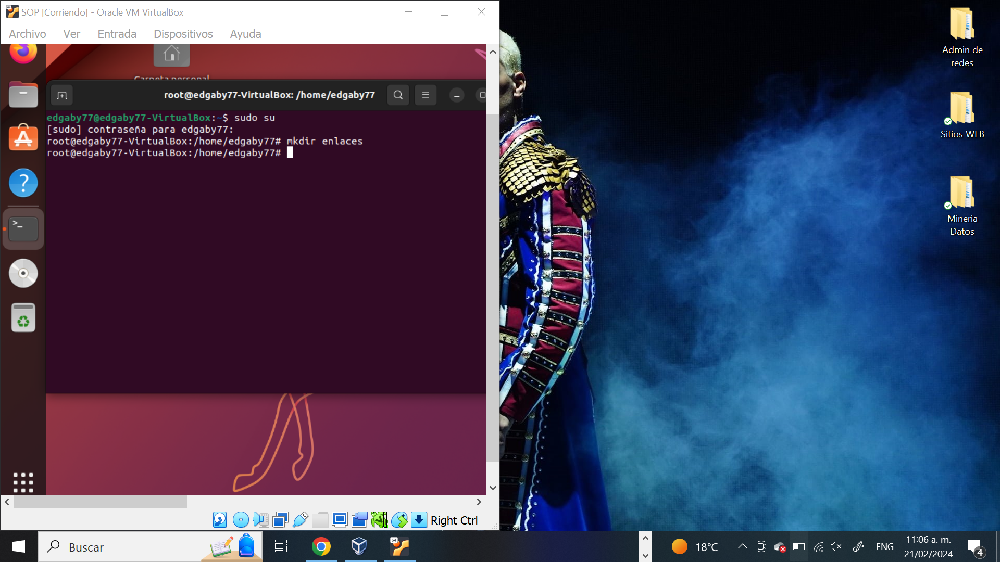 SOP [Corriendo] - Oracle VM VirtualBox
Archivo Ver Entrada Dispositivos Ayuda
Carpeta personal
root@edgaby77-VirtualBox: /home/edgaby77
edgaby77@edgaby77-VirtualBox:~$ sudo su
[sudo] contraseña para edgaby77:
root@edgaby77-VirtualBox:/home/edgaby77# mkdir enlaces
root@edgaby77-VirtualBox:/home/edgaby77#
Right Ctrl
Admin de
redes
Sitios WEB
Mineria
Datos
Buscar
64
18°C
ENG
11:06 a. m.
21/02/2024
4